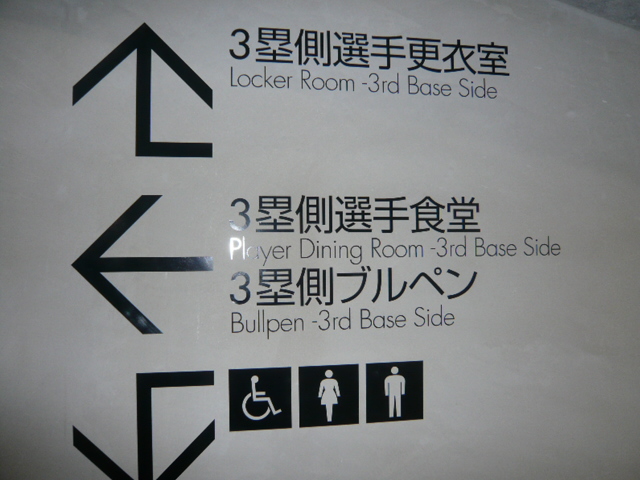 3塁側選手更衣室
Locker Room -3rd Base Side
3塁側選手食堂
Player Dining Room -3rd Base Side
3塁側ブルペン
Bullpen -3rd Base Side